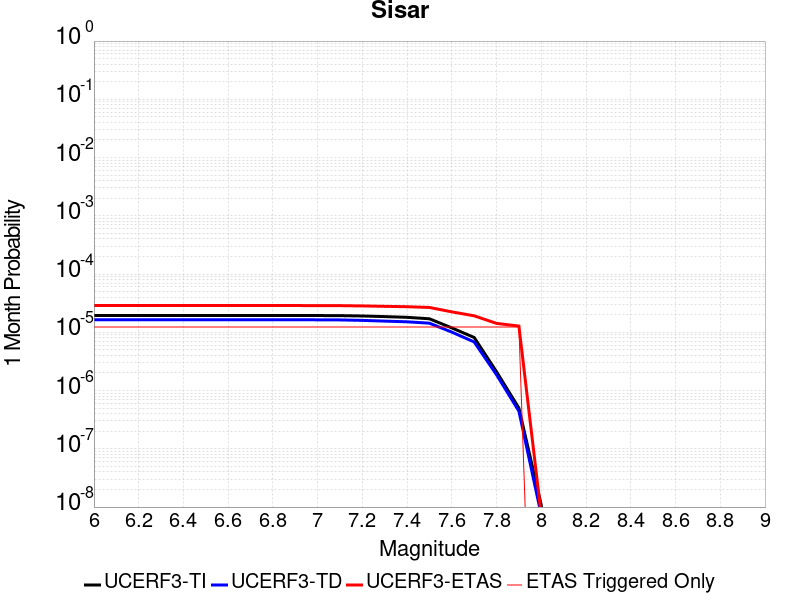 Sisar
10^0
10^-1
10^-2
10^-3
10^-4
10^-5
10^-6
10^-7
10^-8
1 Month Probability
6 6.2 6.4 6.6 6.8 7 7.2 7.4 7.6 7.8 8 8.2 8.4 8.6 8.8 9
Magnitude
UCERF3-TI UCERF3-TD UCERF3-ETAS ETAS Triggered Only